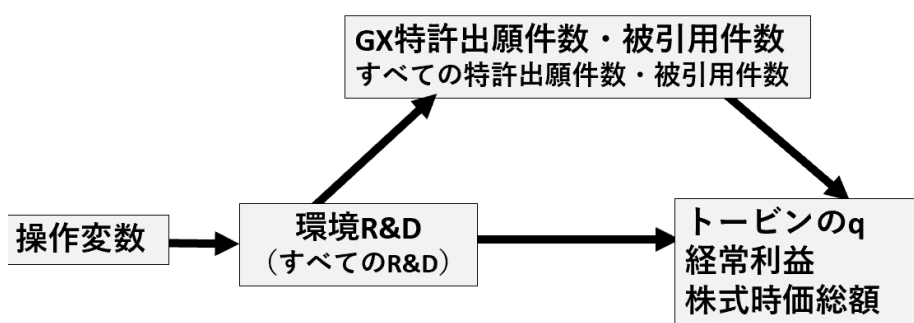 GX特許出願件数・被引用件数
すべての特許出願件数・被引用件数
操作変数
環境R&D
（すべてのR&D）
トービンのq
経常利益
株式時価総額